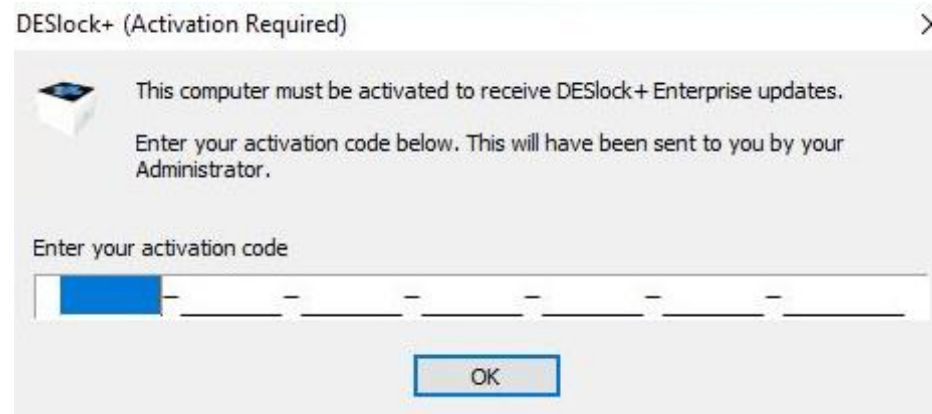 DESlock+ (Activation Required)
This computer must be activated to receive DESlock+ Enterprise updates.
Enter your activation code below. This will have been sent to you by your
Administrator.
Enter your activation code
OK